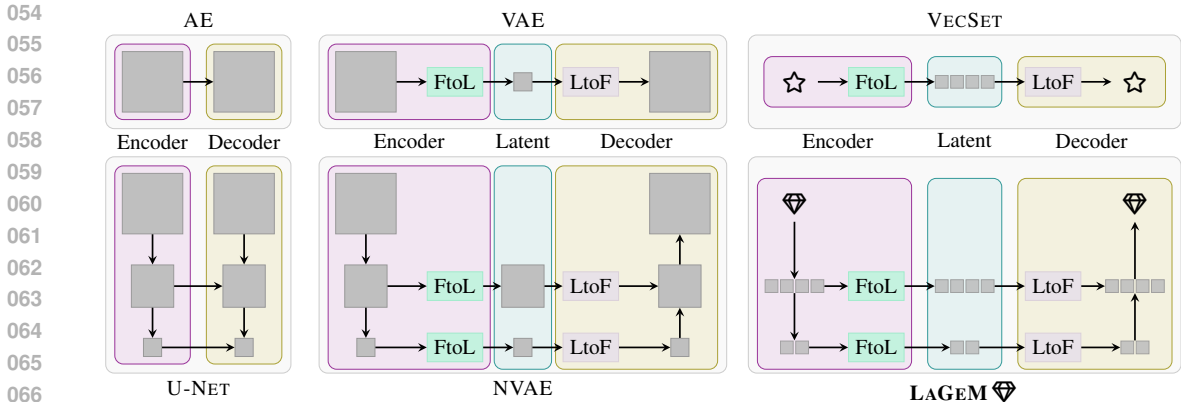 054
055
056
057
058
059
060
061
062
063
064
065
066
AE VAE VECSET
FtoL LtoF FtoL LtoF
Encoder Decoder Encoder Latent Decoder Encoder Latent Decoder
FtoL LtoF FtoL LtoF
FtoL LtoF FtoL LtoF
U-NET NVAE LAGEM